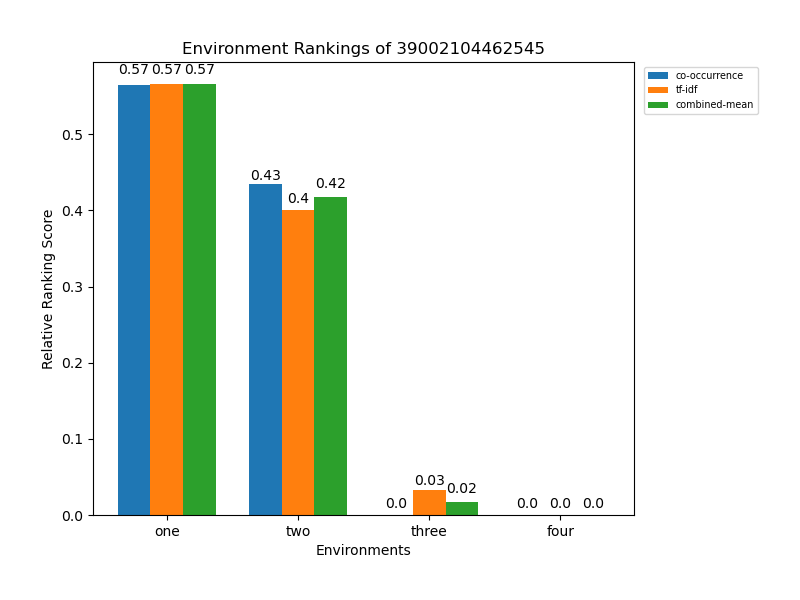 Environment Rankings of 39002104462545
0.57 0.57 0.57
0.43 0.4 0.42
0.0 0.03 0.02
0.0 0.0 0.0
co-occurrence
tf-idf
combined-mean
0.5
0.4
0.3
0.2
0.1
0.0
Relative Ranking Score
one two three four
Environments